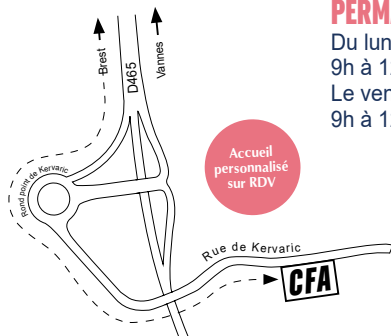 PERM
Du lun
9h à 1
Le ven
9h à 1
Brest
Vannes
D465
Rond point de Kervaric
Accueil
personnalisé
sur RDV
Rue de Kervaric
CFA